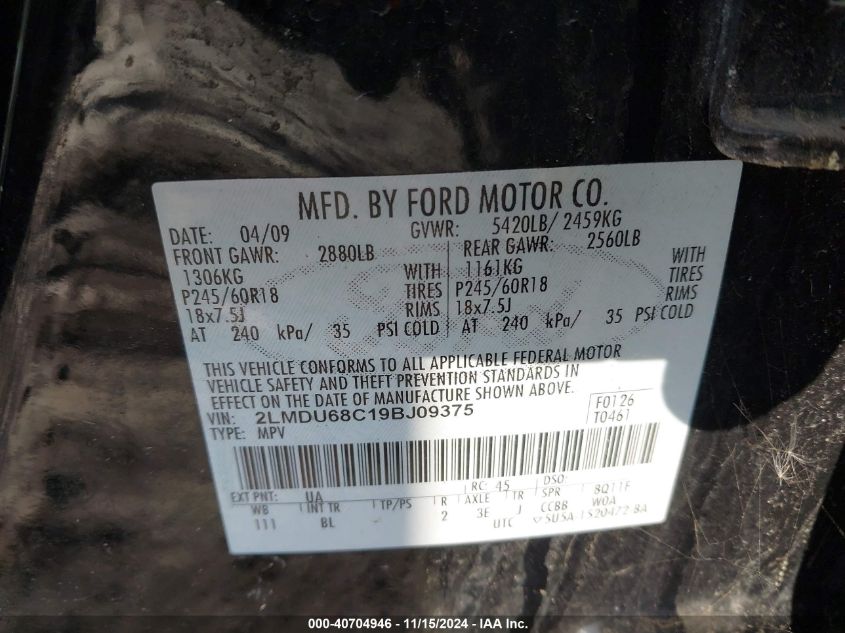 MFD. BY FORD MOTOR CO.
DATE: 04/09 GVWR: 5420LB/ 2459KG
FRONT GAWR: 2880LB REAR GAWR: 2560LB
1306KG WITH 1161KG WITH
P245/60R18 TIRES P245/60R18 TIRES
18x7.5J RIMS 18x7.5J RIMS
AT 240 kPa/ 35 PSI COLD AT 240 kPa/ 35 PSI COLD
THIS VEHICLE CONFORMS TO ALL APPLICABLE FEDERAL MOTOR
VEHICLE SAFETY AND THEFT PREVENTION STANDARDS IN
EFFECT ON THE DATE OF MANUFACTURE SHOWN ABOVE.
VIN: 2LMDU68C19BJ09375 F0126
TYPE: MPV T0461
EXT PNT: UA RC: 45 DSO:
WB INT TR TP/PS R AXLE TR SPR 8Q11F
111 BL 2 3E J CCBB WOA
UTC
000-40704946 - 11/15/2024 - IAA Inc.